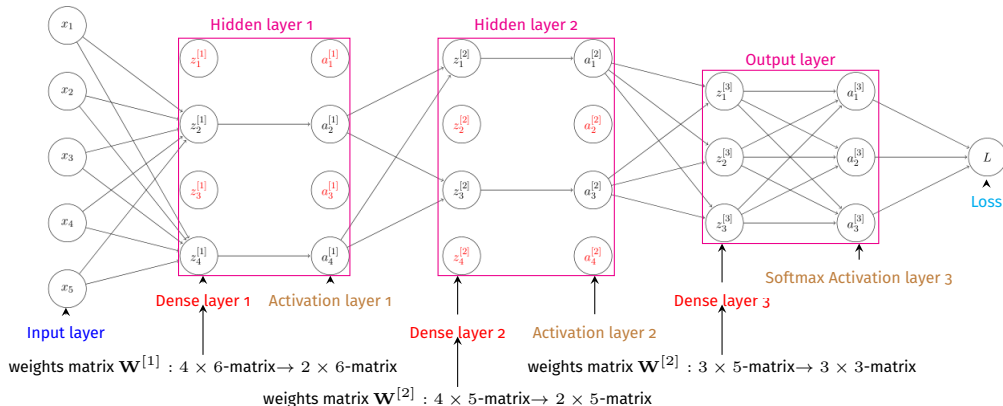 Hidden layer 1 Hidden layer 2
Output layer
x₁ x₂ x₃ x₄ x₅
z₁^[1] z₂^[1] z₃^[1] z₄^[1]
a₁^[1] a₂^[1] a₃^[1] a₄^[1]
z₁^[2] z₂^[2] z₃^[2] z₄^[2]
a₁^[2] a₂^[2] a₃^[2] a₄^[2]
z₁^[3] z₂^[3] z₃^[3]
a₁^[3] a₂^[3] a₃^[3]
L
Loss
Softmax Activation layer 3
Dense layer 1 Activation layer 1 Dense layer 3
Input layer Dense layer 2 Activation layer 2
weights matrix W^[1] : 4 × 6-matrix→ 2 × 6-matrix weights matrix W^[2] : 3 × 5-matrix→ 3 × 3-matrix
weights matrix W^[2] : 4 × 5-matrix→ 2 × 5-matrix